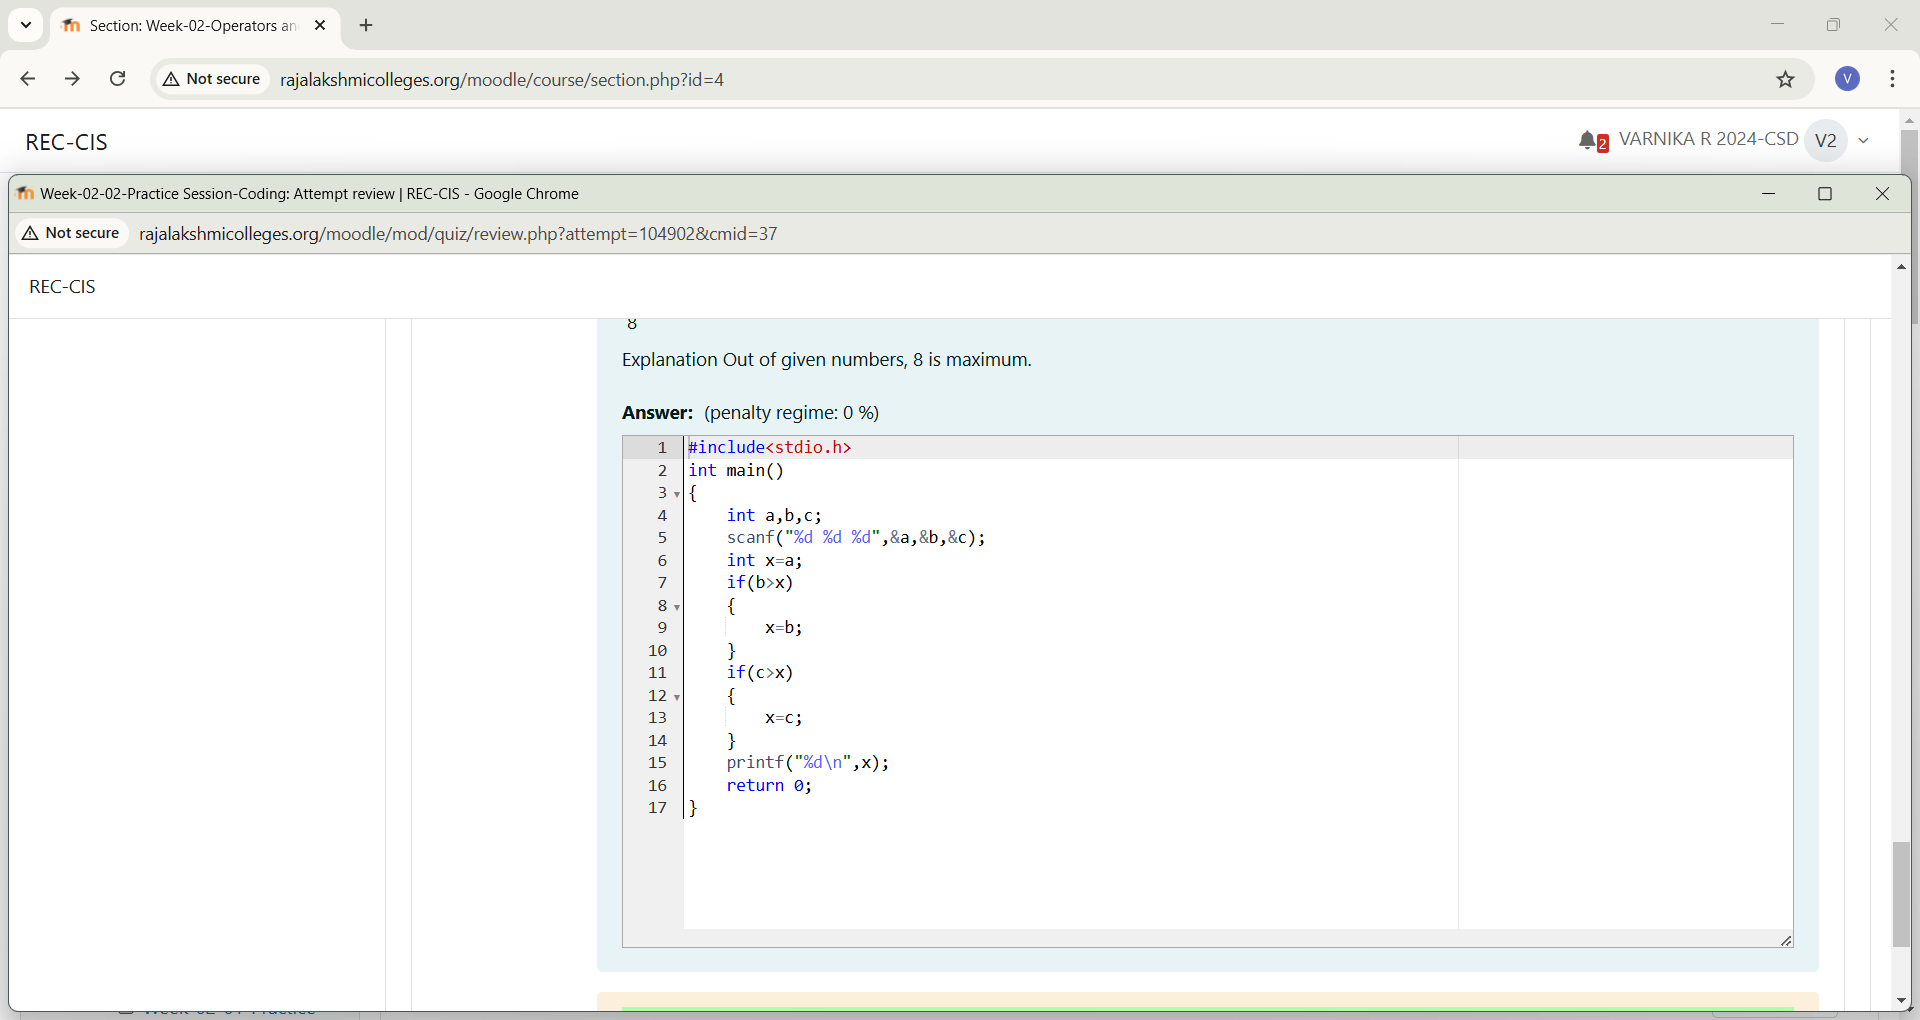 Section: Week-02-Operators an
Not secure
rajalakshmicolleges.org/moodle/course/section.php?id=4
V
REC-CIS
2
VARNIKA R 2024-CSD
V2
Week-02-02-Practice Session-Coding: Attempt review | REC-CIS - Google Chrome
Not secure
rajalakshmicolleges.org/moodle/mod/quiz/review.php?attempt=104902&cmid=37
REC-CIS
8
Explanation Out of given numbers, 8 is maximum.
Answer: (penalty regime: 0 %)
1 #include<stdio.h>
2 int main()
3 {
4 int a,b,c;
5 scanf("%d %d %d",&a,&b,&c);
6 int x=a;
7 if(b>x)
8 {
9 x=b;
10 }
11 if(c>x)
12 {
13 x=c;
14 }
15 printf("%d\n",x);
16 return 0;
17 }